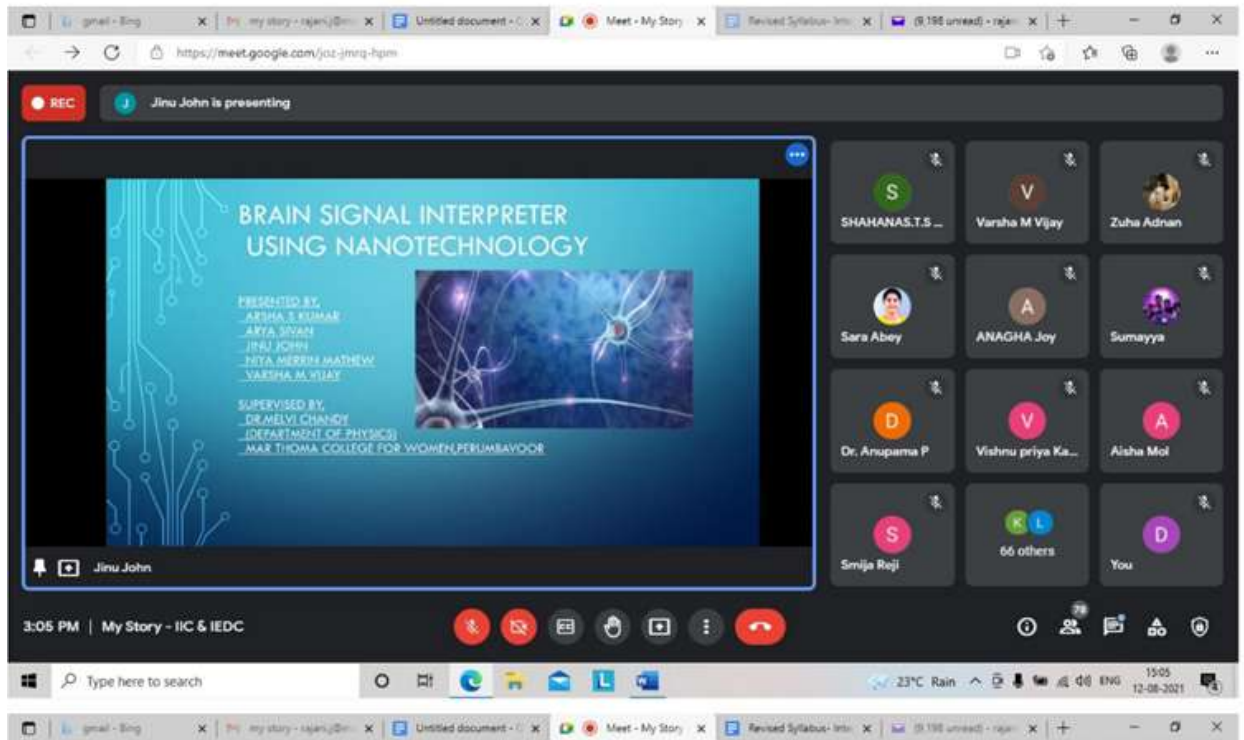 gmail - Bing
my story - rajani.j@
Untitled document -
Meet - My Story
Revised Syllabus- Int
(9,198 unread) - rajan
https://meet.google.com/joz-jmrq-hpm
REC
J
Jinu John is presenting
BRAIN SIGNAL INTERPRETER
USING NANOTECHNOLOGY
PRESENTED BY,
ARSHA S KUMAR
ARYA SIVAN
JINU JOHN
NIYA MERRIN MATHEW
VARSHA M VIJAY
SUPERVISED BY,
DR.MELVI CHANDY
(DEPARTMENT OF PHYSICS)
MAR THOMA COLLEGE FOR WOMEN,PERUMBAVOOR
Jinu John
S
SHAHANAS.T.S ...
V
Varsha M Vijay
Zuha Adnan
Sara Abey
A
ANAGHA Joy
Sumayya
D
Dr. Anupama P
V
Vishnu priya Ka...
A
Aisha Mol
S
Smija Reji
K L
66 others
D
You
3:05 PM | My Story - IIC & IEDC
78
Type here to search
L
23°C Rain
ENG
15:05
12-08-2021
gmail - Bing
my story - rajani.j@
Untitled document -
Meet - My Story
Revised Syllabus- Int
(9,198 unread) - rajan